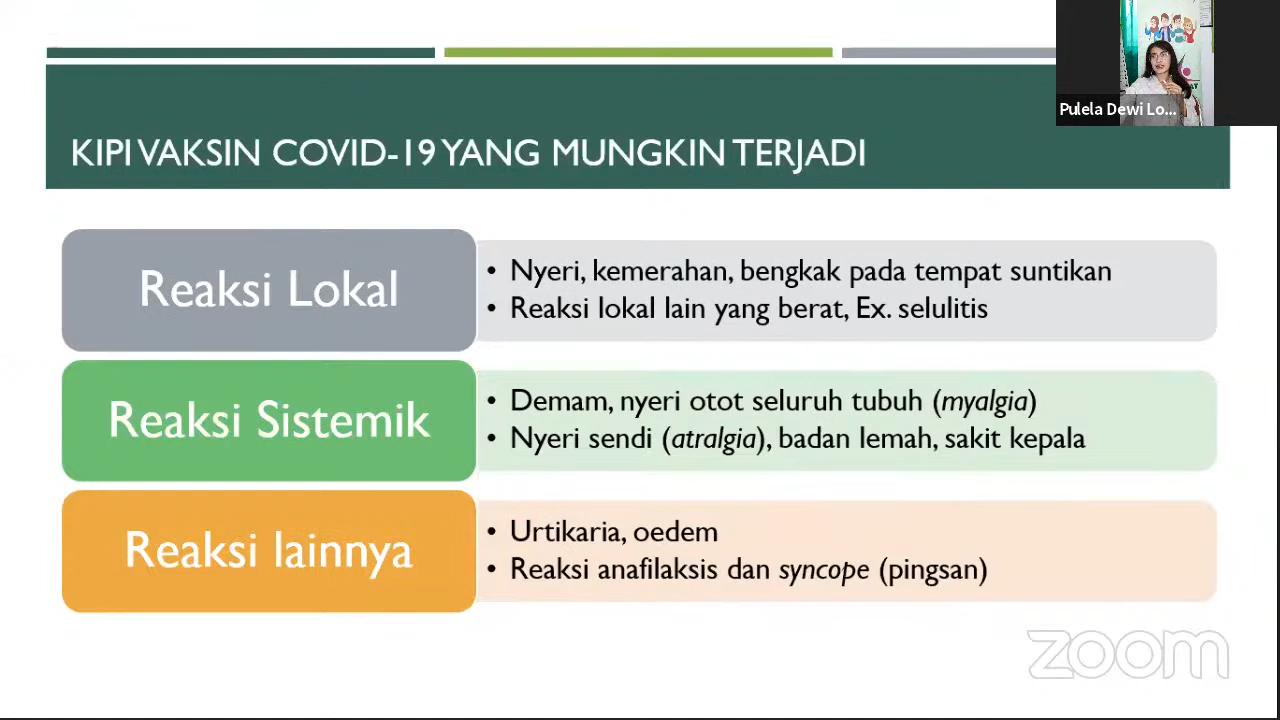 KIPI VAKSIN COVID-19 YANG MUNGKIN TERJADI
Pulela Dewi Lo...
Reaksi Lokal
• Nyeri, kemerahan, bengkak pada tempat suntikan
• Reaksi lokal lain yang berat, Ex. selulitis
Reaksi Sistemik
• Demam, nyeri otot seluruh tubuh (myalgia)
• Nyeri sendi (atralgia), badan lemah, sakit kepala
Reaksi lainnya
• Urtikaria, oedem
• Reaksi anafilaksis dan syncope (pingsan)
zoom